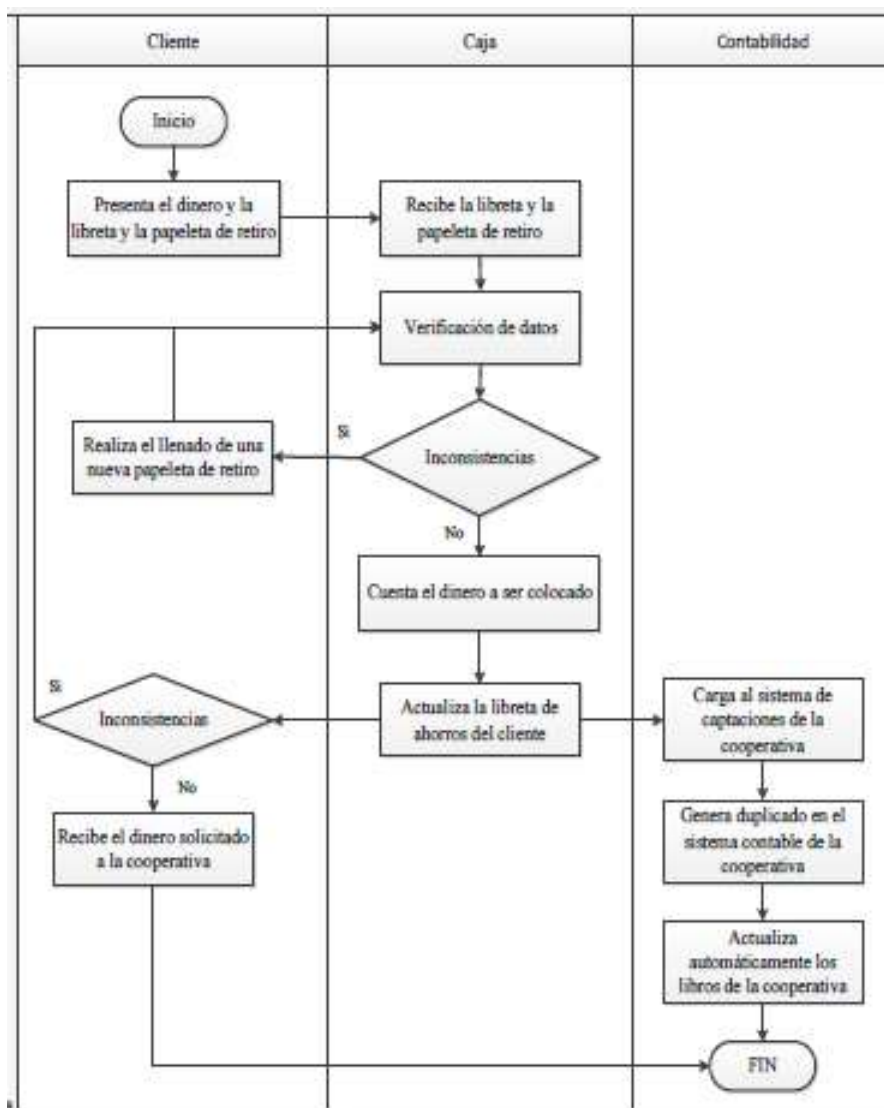 Cliente
Caja
Contabilidad
Inicio
Presenta el dinero y la
libreta y la papeleta de retiro
Recibe la libreta y la
papeleta de retiro
Verificación de datos
Inconsistencias
Si
Realiza el llenado de una
nueva papeleta de retiro
No
Cuenta el dinero a ser colocado
Actualiza la libreta de
ahorros del cliente
Si
Inconsistencias
No
Recibe el dinero solicitado
a la cooperativa
Carga al sistema de
captaciones de la
cooperativa
Genera duplicado en el
sistema contable de la
cooperativa
Actualiza
automáticamente los
libros de la cooperativa
FIN